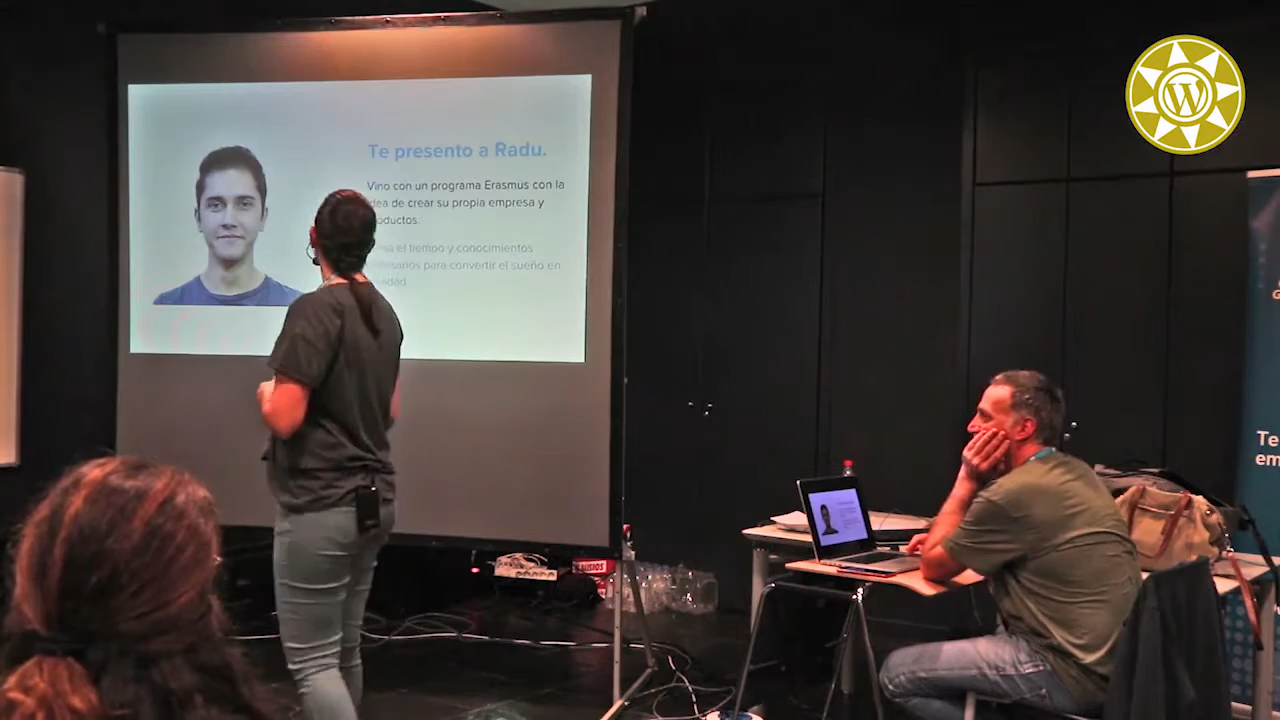 Te presento a Radu.
Vino con un programa Erasmus con la
idea de crear su propia empresa y
el tiempo y conocimientos
para convertir el sueño en
W
Te
em